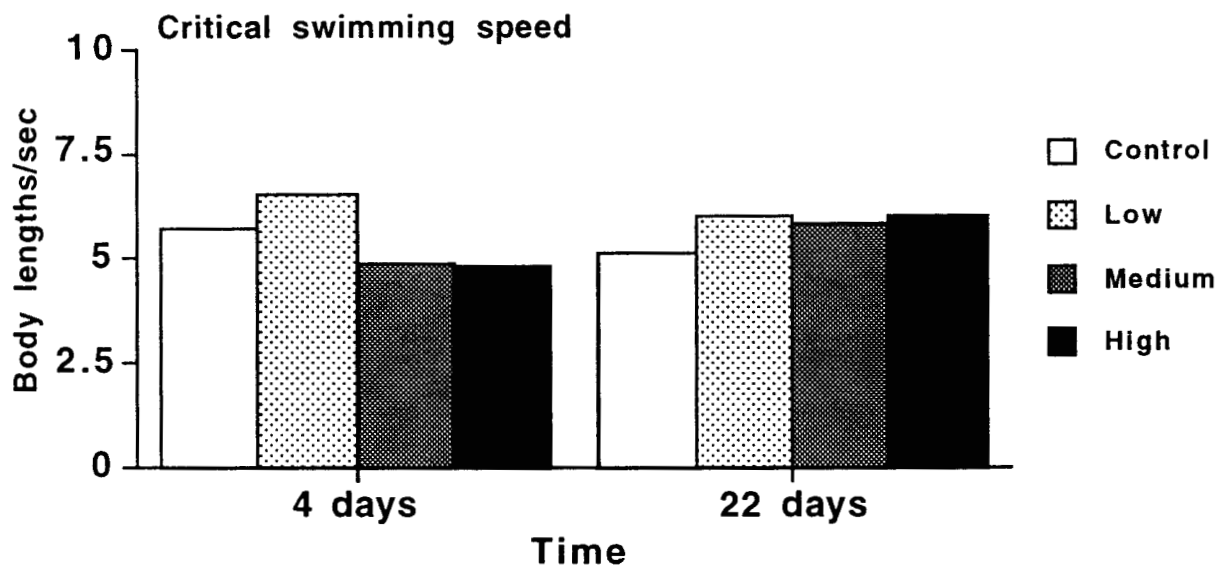 Critical swimming speed
10
7.5
5
2.5
0
Body lengths/sec
4 days
22 days
Time
Control
Low
Medium
High